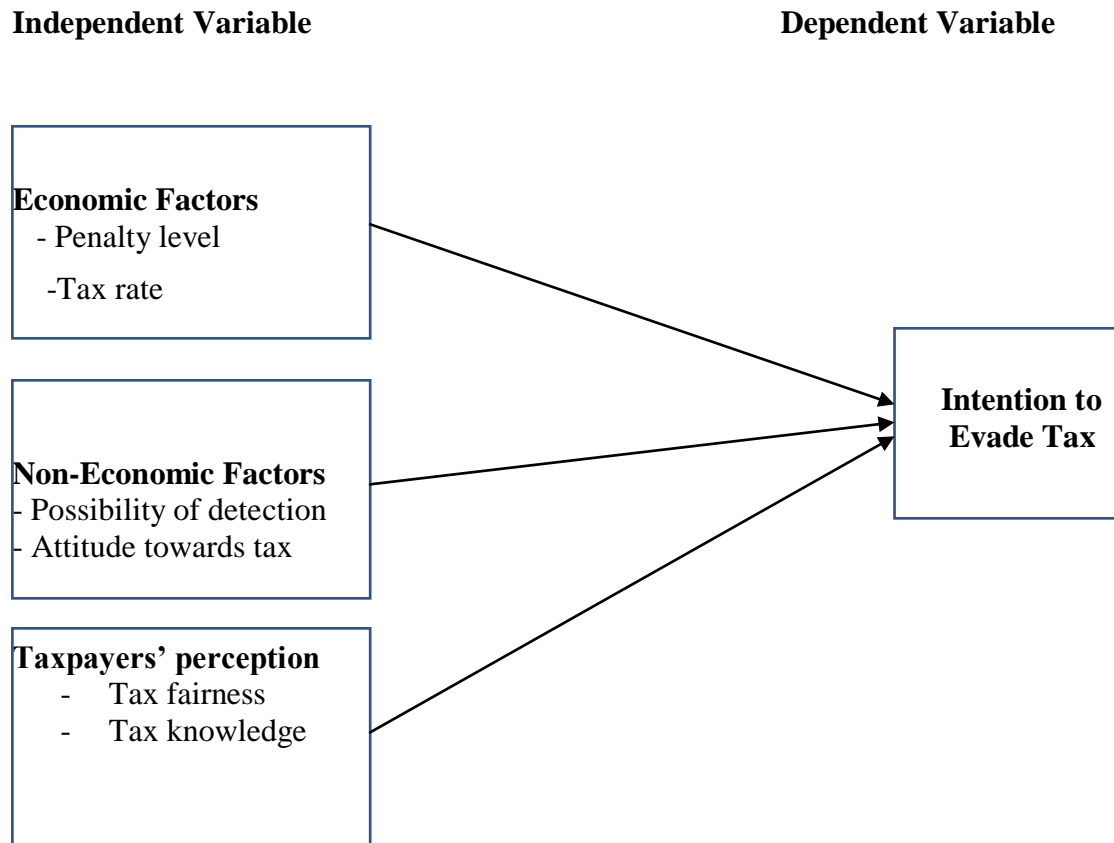 Independent Variable
Dependent Variable
Economic Factors
- Penalty level
-Tax rate
Non-Economic Factors
- Possibility of detection
- Attitude towards tax
Taxpayers’ perception
- Tax fairness
- Tax knowledge
Intention to
Evade Tax